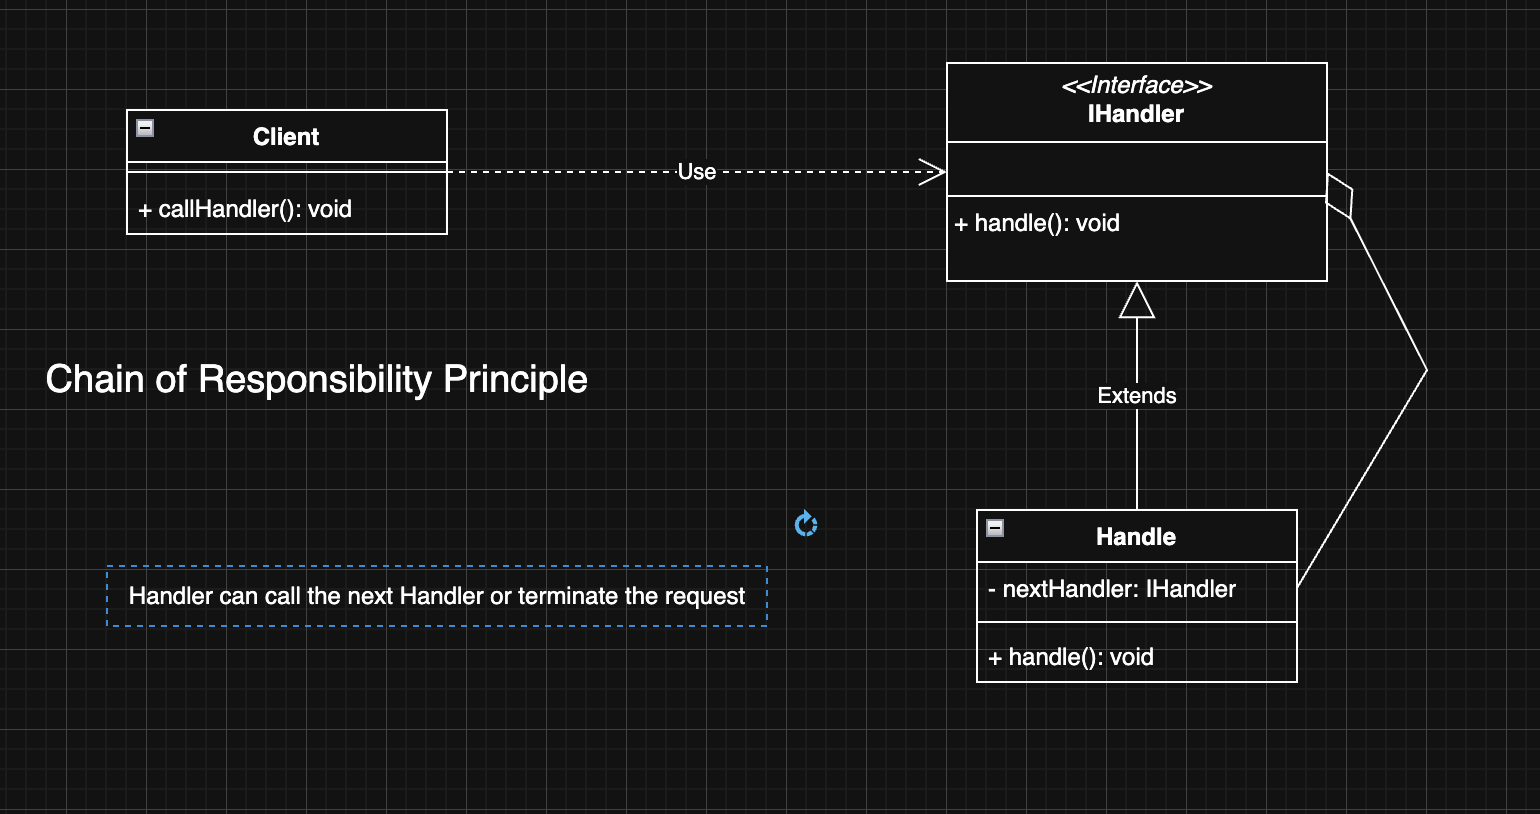 Client
+ callHandler(): void
Use
<<Interface>>
IHandler
+ handle(): void
Chain of Responsibility Principle
Extends
Handler can call the next Handler or terminate the request
Handle
- nextHandler: IHandler
+ handle(): void